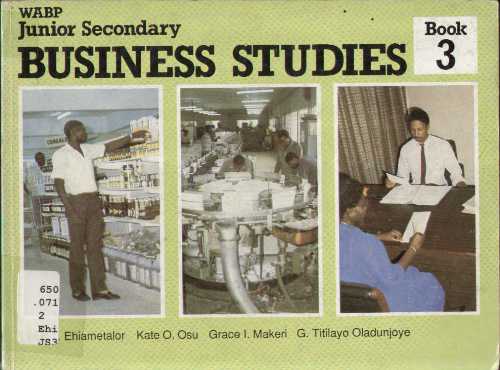 WABP
Junior Secondary
BUSINESS STUDIES
Book
3
650
.071
2
Ehi
JS3
Ehiametalor Kate O. Osu Grace I. Makeri G. Titilayo Oladunjoye